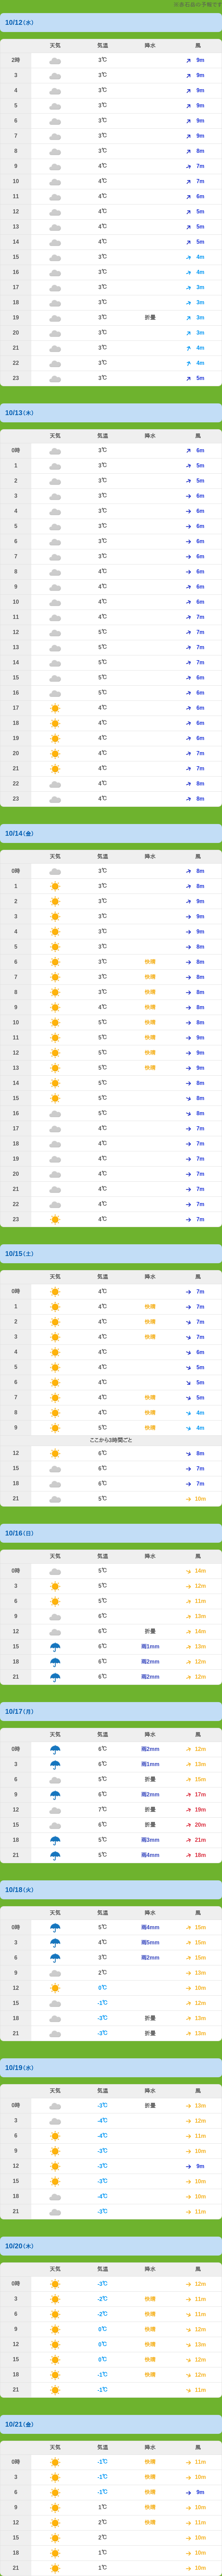 10/12(水)
天気 気温 降水 風
2時 3℃ 9m
3 3℃ 9m
4 3℃ 9m
5 3℃ 9m
6 3℃ 9m
7 3℃ 9m
8 3℃ 8m
9 4℃ 7m
10 4℃ 7m
11 4℃ 6m
12 4℃ 5m
13 4℃ 5m
14 4℃ 5m
15 3℃ 4m
16 3℃ 4m
17 3℃ 3m
18 3℃ 3m
19 3℃ 折曇 3m
20 3℃ 3m
21 3℃ 4m
22 3℃ 4m
23 3℃ 5m
10/13(木)
天気 気温 降水 風
0時 3℃ 6m
1 3℃ 5m
2 3℃ 5m
3 3℃ 6m
4 3℃ 6m
5 3℃ 6m
6 3℃ 6m
7 3℃ 6m
8 4℃ 6m
9 4℃ 6m
10 4℃ 6m
11 4℃ 7m
12 5℃ 7m
13 5℃ 7m
14 5℃ 7m
15 5℃ 6m
16 5℃ 6m
17 4℃ 6m
18 4℃ 6m
19 4℃ 6m
20 4℃ 7m
21 4℃ 7m
22 4℃ 8m
23 4℃ 8m
10/14(金)
天気 気温 降水 風
0時 3℃ 8m
1 3℃ 8m
2 3℃ 9m
3 3℃ 9m
4 3℃ 9m
5 3℃ 8m
6 3℃ 快晴 8m
7 3℃ 快晴 8m
8 4℃ 快晴 8m
9 4℃ 快晴 8m
10 5℃ 快晴 8m
11 5℃ 快晴 9m
12 5℃ 快晴 9m
13 5℃ 快晴 9m
14 5℃ 8m
15 5℃ 8m
16 5℃ 8m
17 4℃ 7m
18 4℃ 7m
19 4℃ 7m
20 4℃ 7m
21 4℃ 7m
22 4℃ 7m
23 4℃ 7m
10/15(土)
天気 気温 降水 風
0時 4℃ 7m
1 4℃ 快晴 7m
2 4℃ 快晴 7m
3 4℃ 快晴 7m
4 4℃ 6m
5 4℃ 5m
6 4℃ 5m
7 4℃ 快晴 5m
8 4℃ 快晴 4m
9 5℃ 快晴 4m
ここから3時間ごと
12 6℃ 8m
15 6℃ 7m
18 6℃ 7m
21 5℃ 10m
10/16(日)
天気 気温 降水 風
0時 5℃ 14m
3 5℃ 12m
6 5℃ 11m
9 6℃ 13m
12 6℃ 折曇 14m
15 6℃ 雨1mm 13m
18 6℃ 雨2mm 12m
21 6℃ 雨2mm 12m
10/17(月)
天気 気温 降水 風
0時 6℃ 雨2mm 12m
3 6℃ 雨1mm 13m
6 5℃ 折曇 15m
9 6℃ 雨2mm 17m
12 7℃ 折曇 19m
15 6℃ 折曇 20m
18 5℃ 雨3mm 21m
21 5℃ 雨4mm 18m
10/18(火)
天気 気温 降水 風
0時 5℃ 雨4mm 15m
3 4℃ 雨5mm 15m
6 3℃ 雨2mm 15m
9 2℃ 13m
12 0℃ 10m
15 -1℃ 12m
18 -3℃ 折曇 13m
21 -3℃ 折曇 13m
10/19(水)
天気 気温 降水 風
0時 -3℃ 折曇 13m
3 -4℃ 12m
6 -4℃ 11m
9 -3℃ 10m
12 -3℃ 9m
15 -3℃ 10m
18 -4℃ 10m
21 -3℃ 11m
10/20(木)
天気 気温 降水 風
0時 -3℃ 12m
3 -2℃ 快晴 11m
6 -2℃ 快晴 11m
9 0℃ 快晴 12m
12 0℃ 快晴 13m
15 0℃ 快晴 12m
18 -1℃ 快晴 12m
21 -1℃ 11m
10/21(金)
天気 気温 降水 風
0時 -1℃ 快晴 11m
3 -1℃ 快晴 10m
6 -1℃ 快晴 9m
9 1℃ 快晴 10m
12 2℃ 快晴 11m
15 2℃ 10m
18 1℃ 10m
21 1℃ 10m